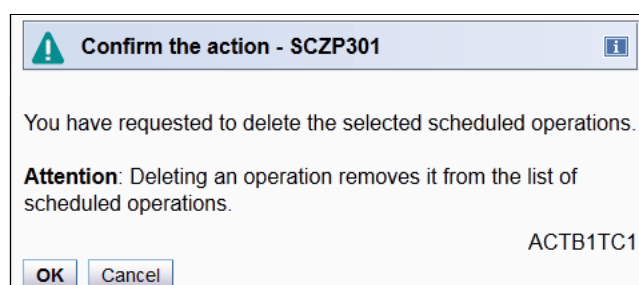 Confirm the action - SCZP301
You have requested to delete the selected scheduled operations.
Attention: Deleting an operation removes it from the list of
scheduled operations.
ACTB1TC1
OK Cancel